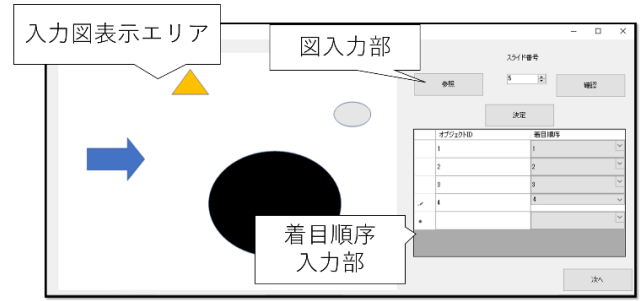 入力図表示エリア
図入力部
スライド番号
参照
5
確認
決定
オブジェクトID 着目順序
1 1
2 2
3 3
4 4
着目順序
入力部
次へ